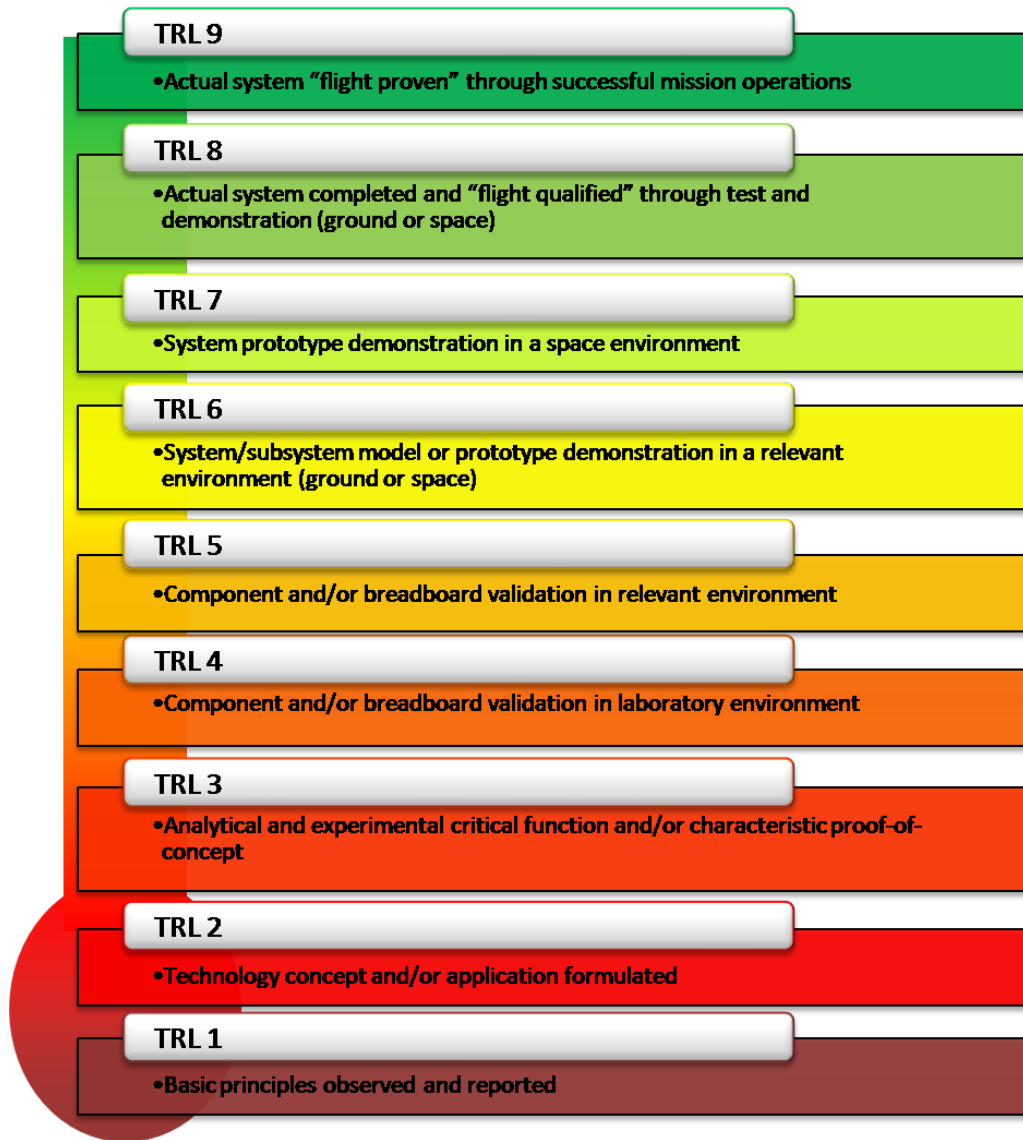 TRL 9
•Actual system “flight proven” through successful mission operations
TRL 8
•Actual system completed and “flight qualified” through test and
demonstration (ground or space)
TRL 7
•System prototype demonstration in a space environment
TRL 6
•System/subsystem model or prototype demonstration in a relevant
environment (ground or space)
TRL 5
•Component and/or breadboard validation in relevant environment
TRL 4
•Component and/or breadboard validation in laboratory environment
TRL 3
•Analytical and experimental critical function and/or characteristic proof-of-
concept
TRL 2
•Technology concept and/or application formulated
TRL 1
•Basic principles observed and reported